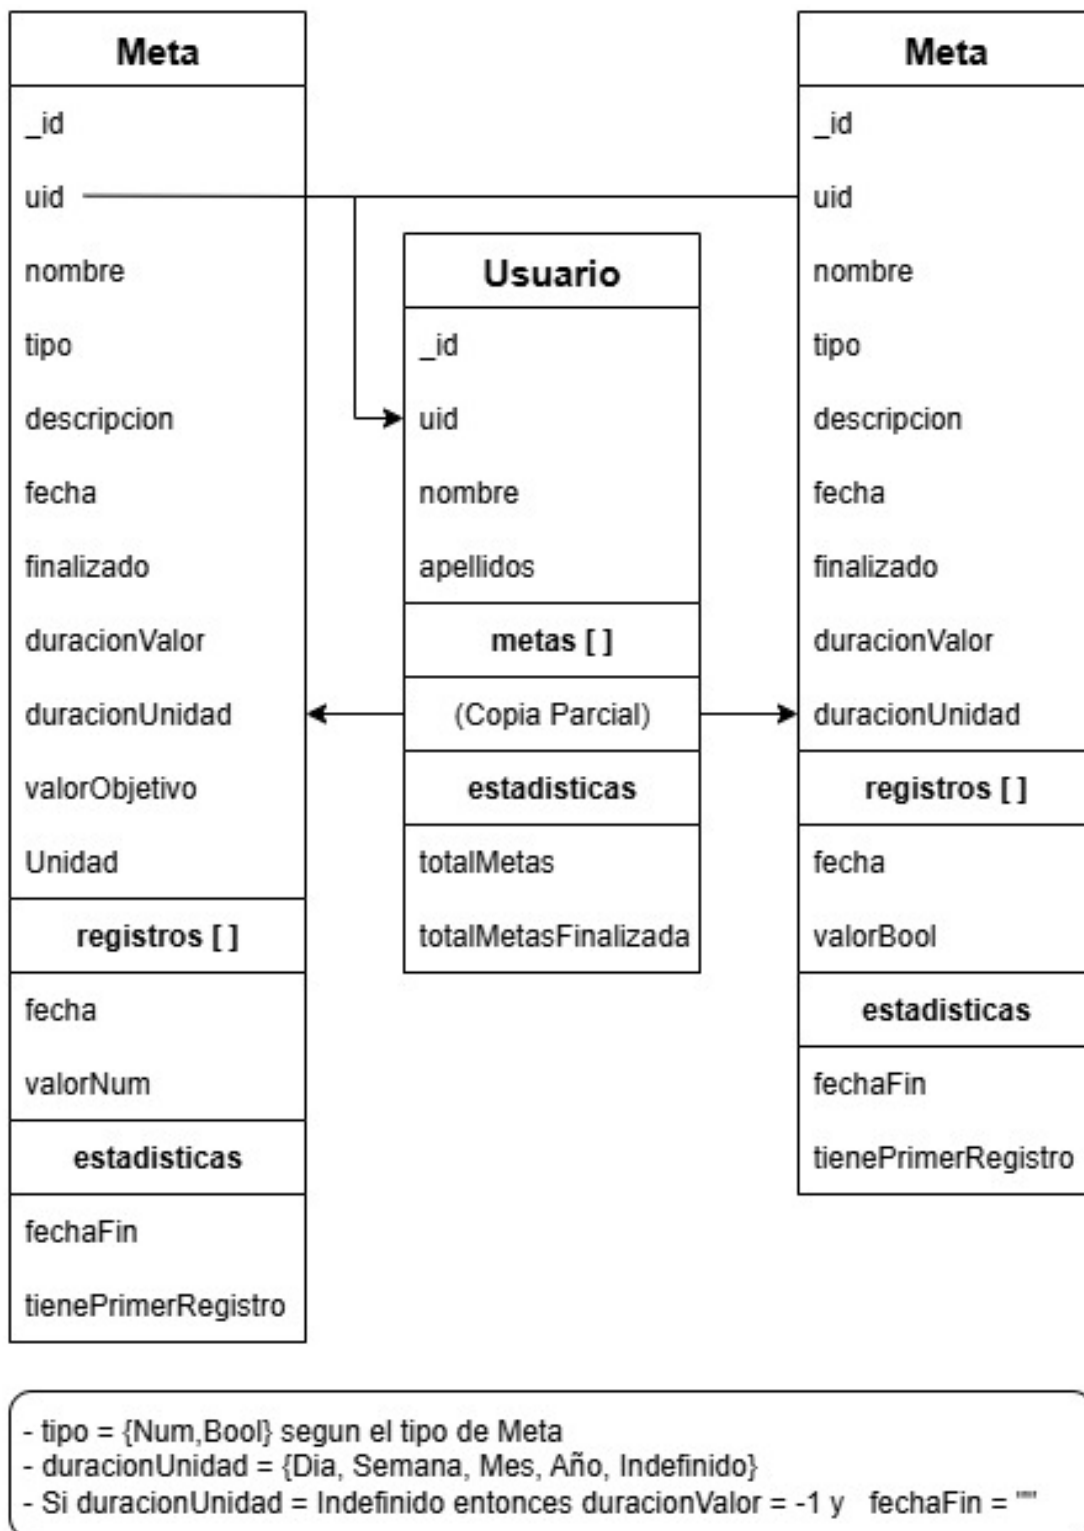 Meta
_id
uid
nombre
tipo
descripcion
fecha
finalizado
duracionValor
duracionUnidad
valorObjetivo
Unidad
registros [ ]
fecha
valorNum
estadisticas
fechaFin
tienePrimerRegistro
Usuario
_id
uid
nombre
apellidos
metas [ ]
(Copia Parcial)
estadisticas
totalMetas
totalMetasFinalizada
Meta
_id
uid
nombre
tipo
descripcion
fecha
finalizado
duracionValor
duracionUnidad
registros [ ]
fecha
valorBool
estadisticas
fechaFin
tienePrimerRegistro
- tipo = {Num,Bool} segun el tipo de Meta
- duracionUnidad = {Dia, Semana, Mes, Año, Indefinido}
- Si duracionUnidad = Indefinido entonces duracionValor = -1 y fechaFin = ""